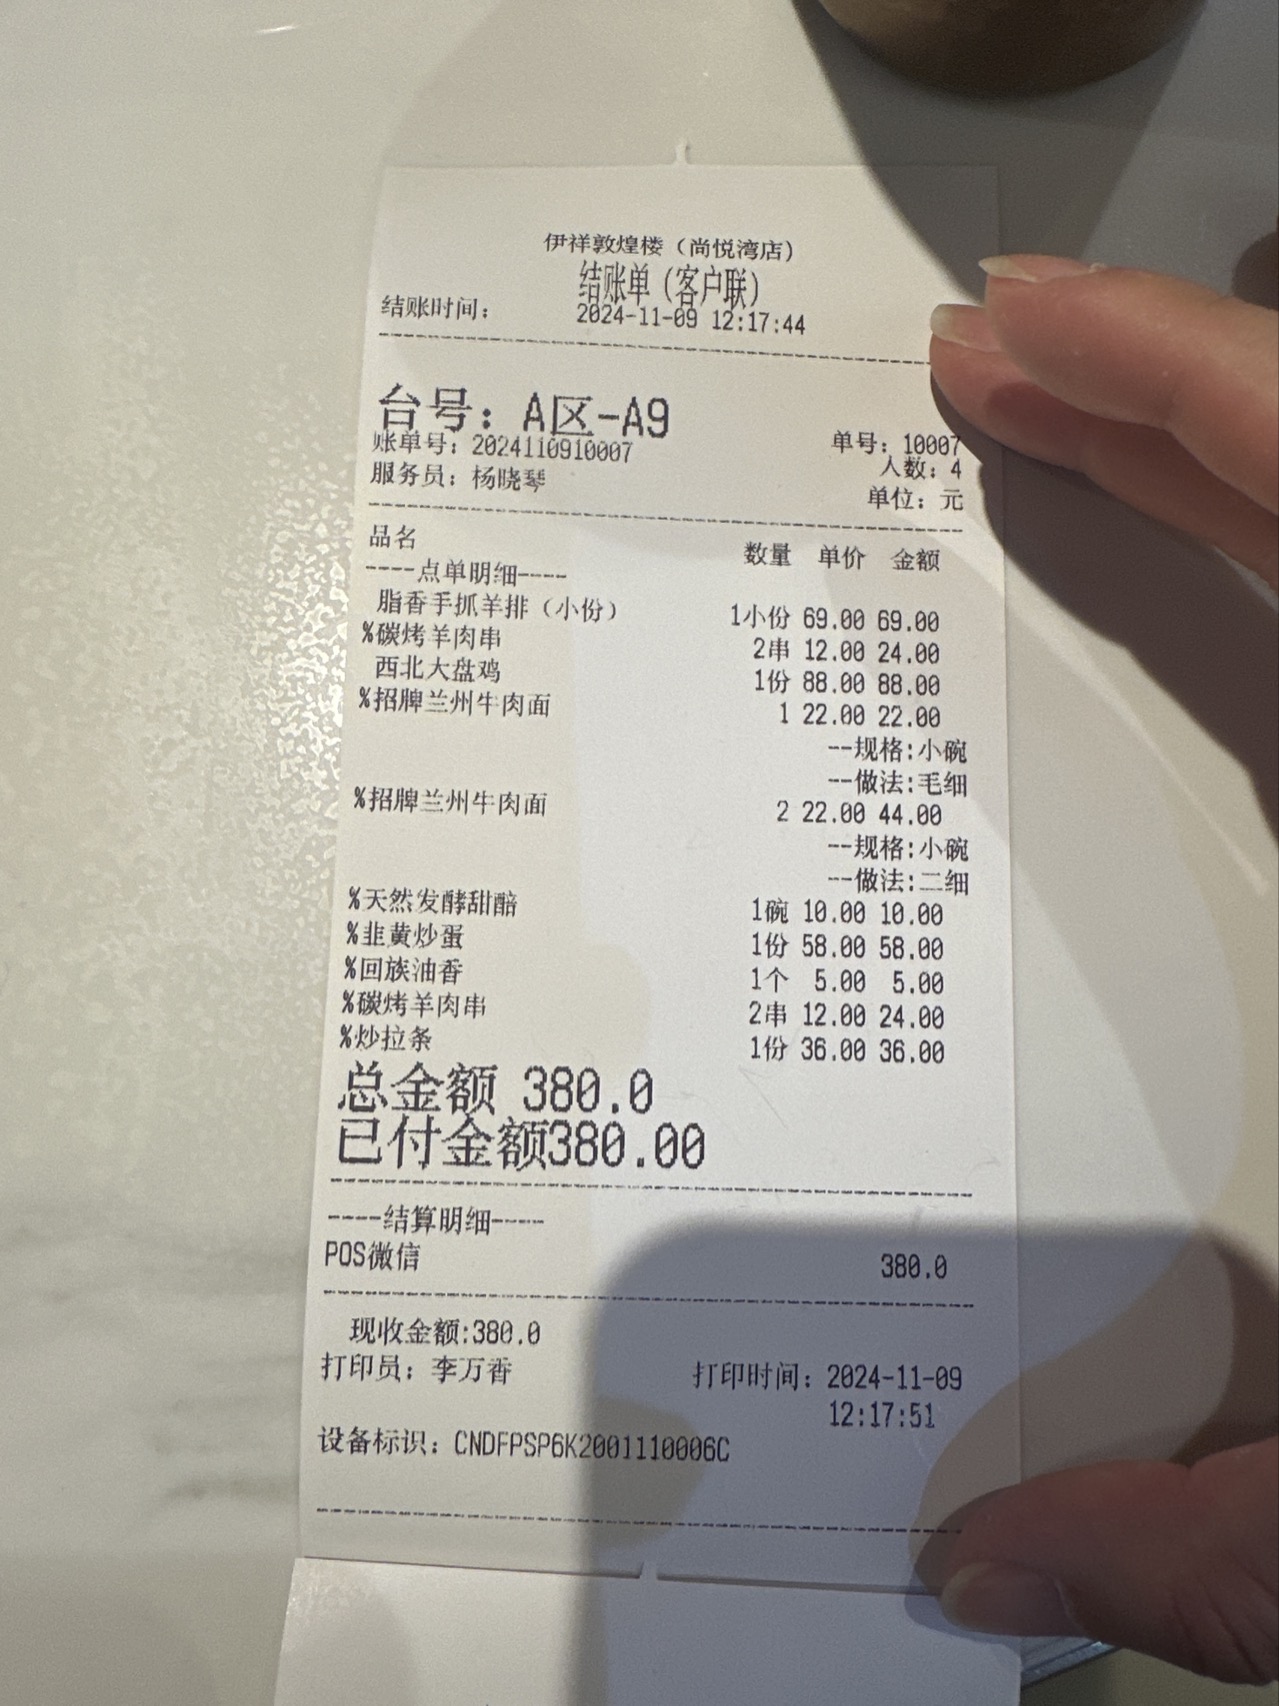 伊祥敦煌楼（尚悦湾店）
结账单（客户联）
结账时间： 2024-11-09 12:17:44
台号：A区-A9
账单号：2024110910007 单号：10007
人数：4
服务员：杨晓琴
单位：元
品名 数量 单价 金额
----点单明细----
脂香手抓羊排（小份） 1小份 69.00 69.00
%碳烤羊肉串 2串 12.00 24.00
西北大盘鸡 1份 88.00 88.00
%招牌兰州牛肉面 1 22.00 22.00
--规格:小碗
--做法:毛细
%招牌兰州牛肉面 2 22.00 44.00
--规格:小碗
--做法:二细
%天然发酵甜醅 1碗 10.00 10.00
%韭黄炒蛋 1份 58.00 58.00
%回族油香 1个 5.00 5.00
%碳烤羊肉串 2串 12.00 24.00
%炒拉条 1份 36.00 36.00
总金额 380.0
已付金额380.00
----结算明细----
POS微信 380.0
现收金额:380.0
打印员：李万香 打印时间：2024-11-09
12:17:51
设备标识：CNDFPSP6K2001110006C